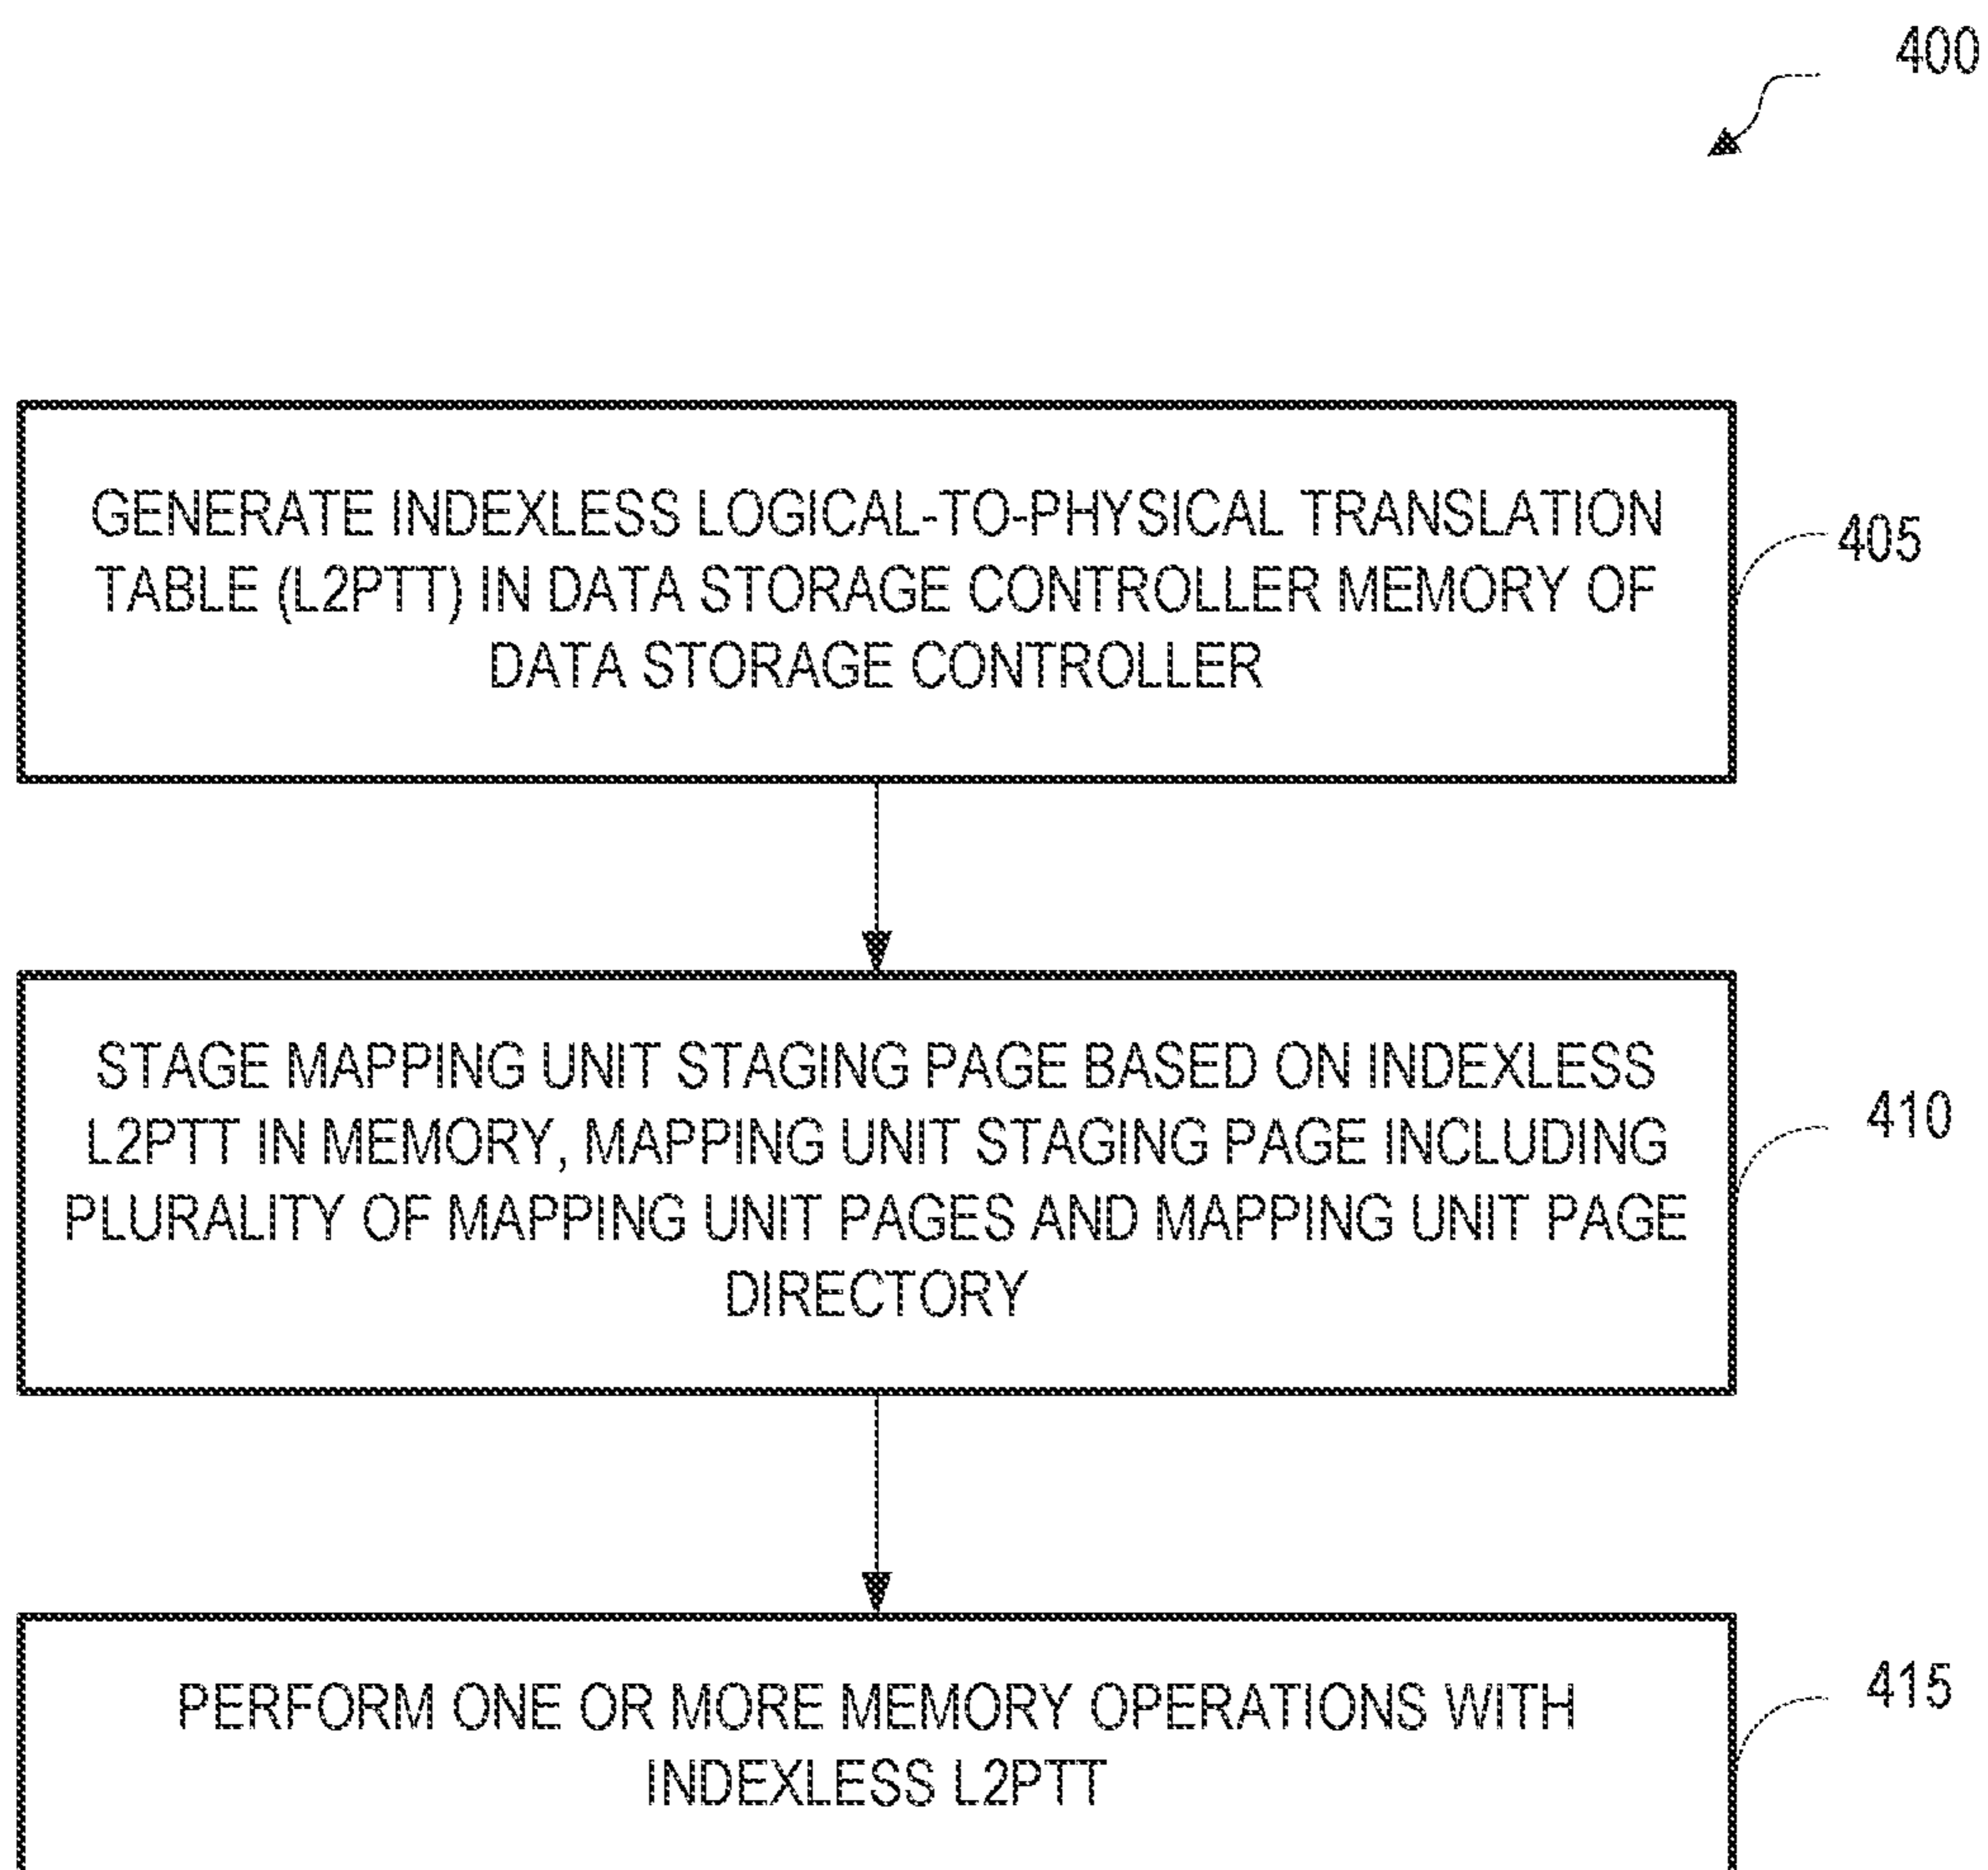 400
GENERATE INDEXLESS LOGICAL-TO-PHYSICAL TRANSLATION
TABLE (L2PTT) IN DATA STORAGE CONTROLLER MEMORY OF
DATA STORAGE CONTROLLER
405
STAGE MAPPING UNIT STAGING PAGE BASED ON INDEXLESS
L2PTT IN MEMORY, MAPPING UNIT STAGING PAGE INCLUDING
PLURALITY OF MAPPING UNIT PAGES AND MAPPING UNIT PAGE
DIRECTORY
410
PERFORM ONE OR MORE MEMORY OPERATIONS WITH
INDEXLESS L2PTT
415